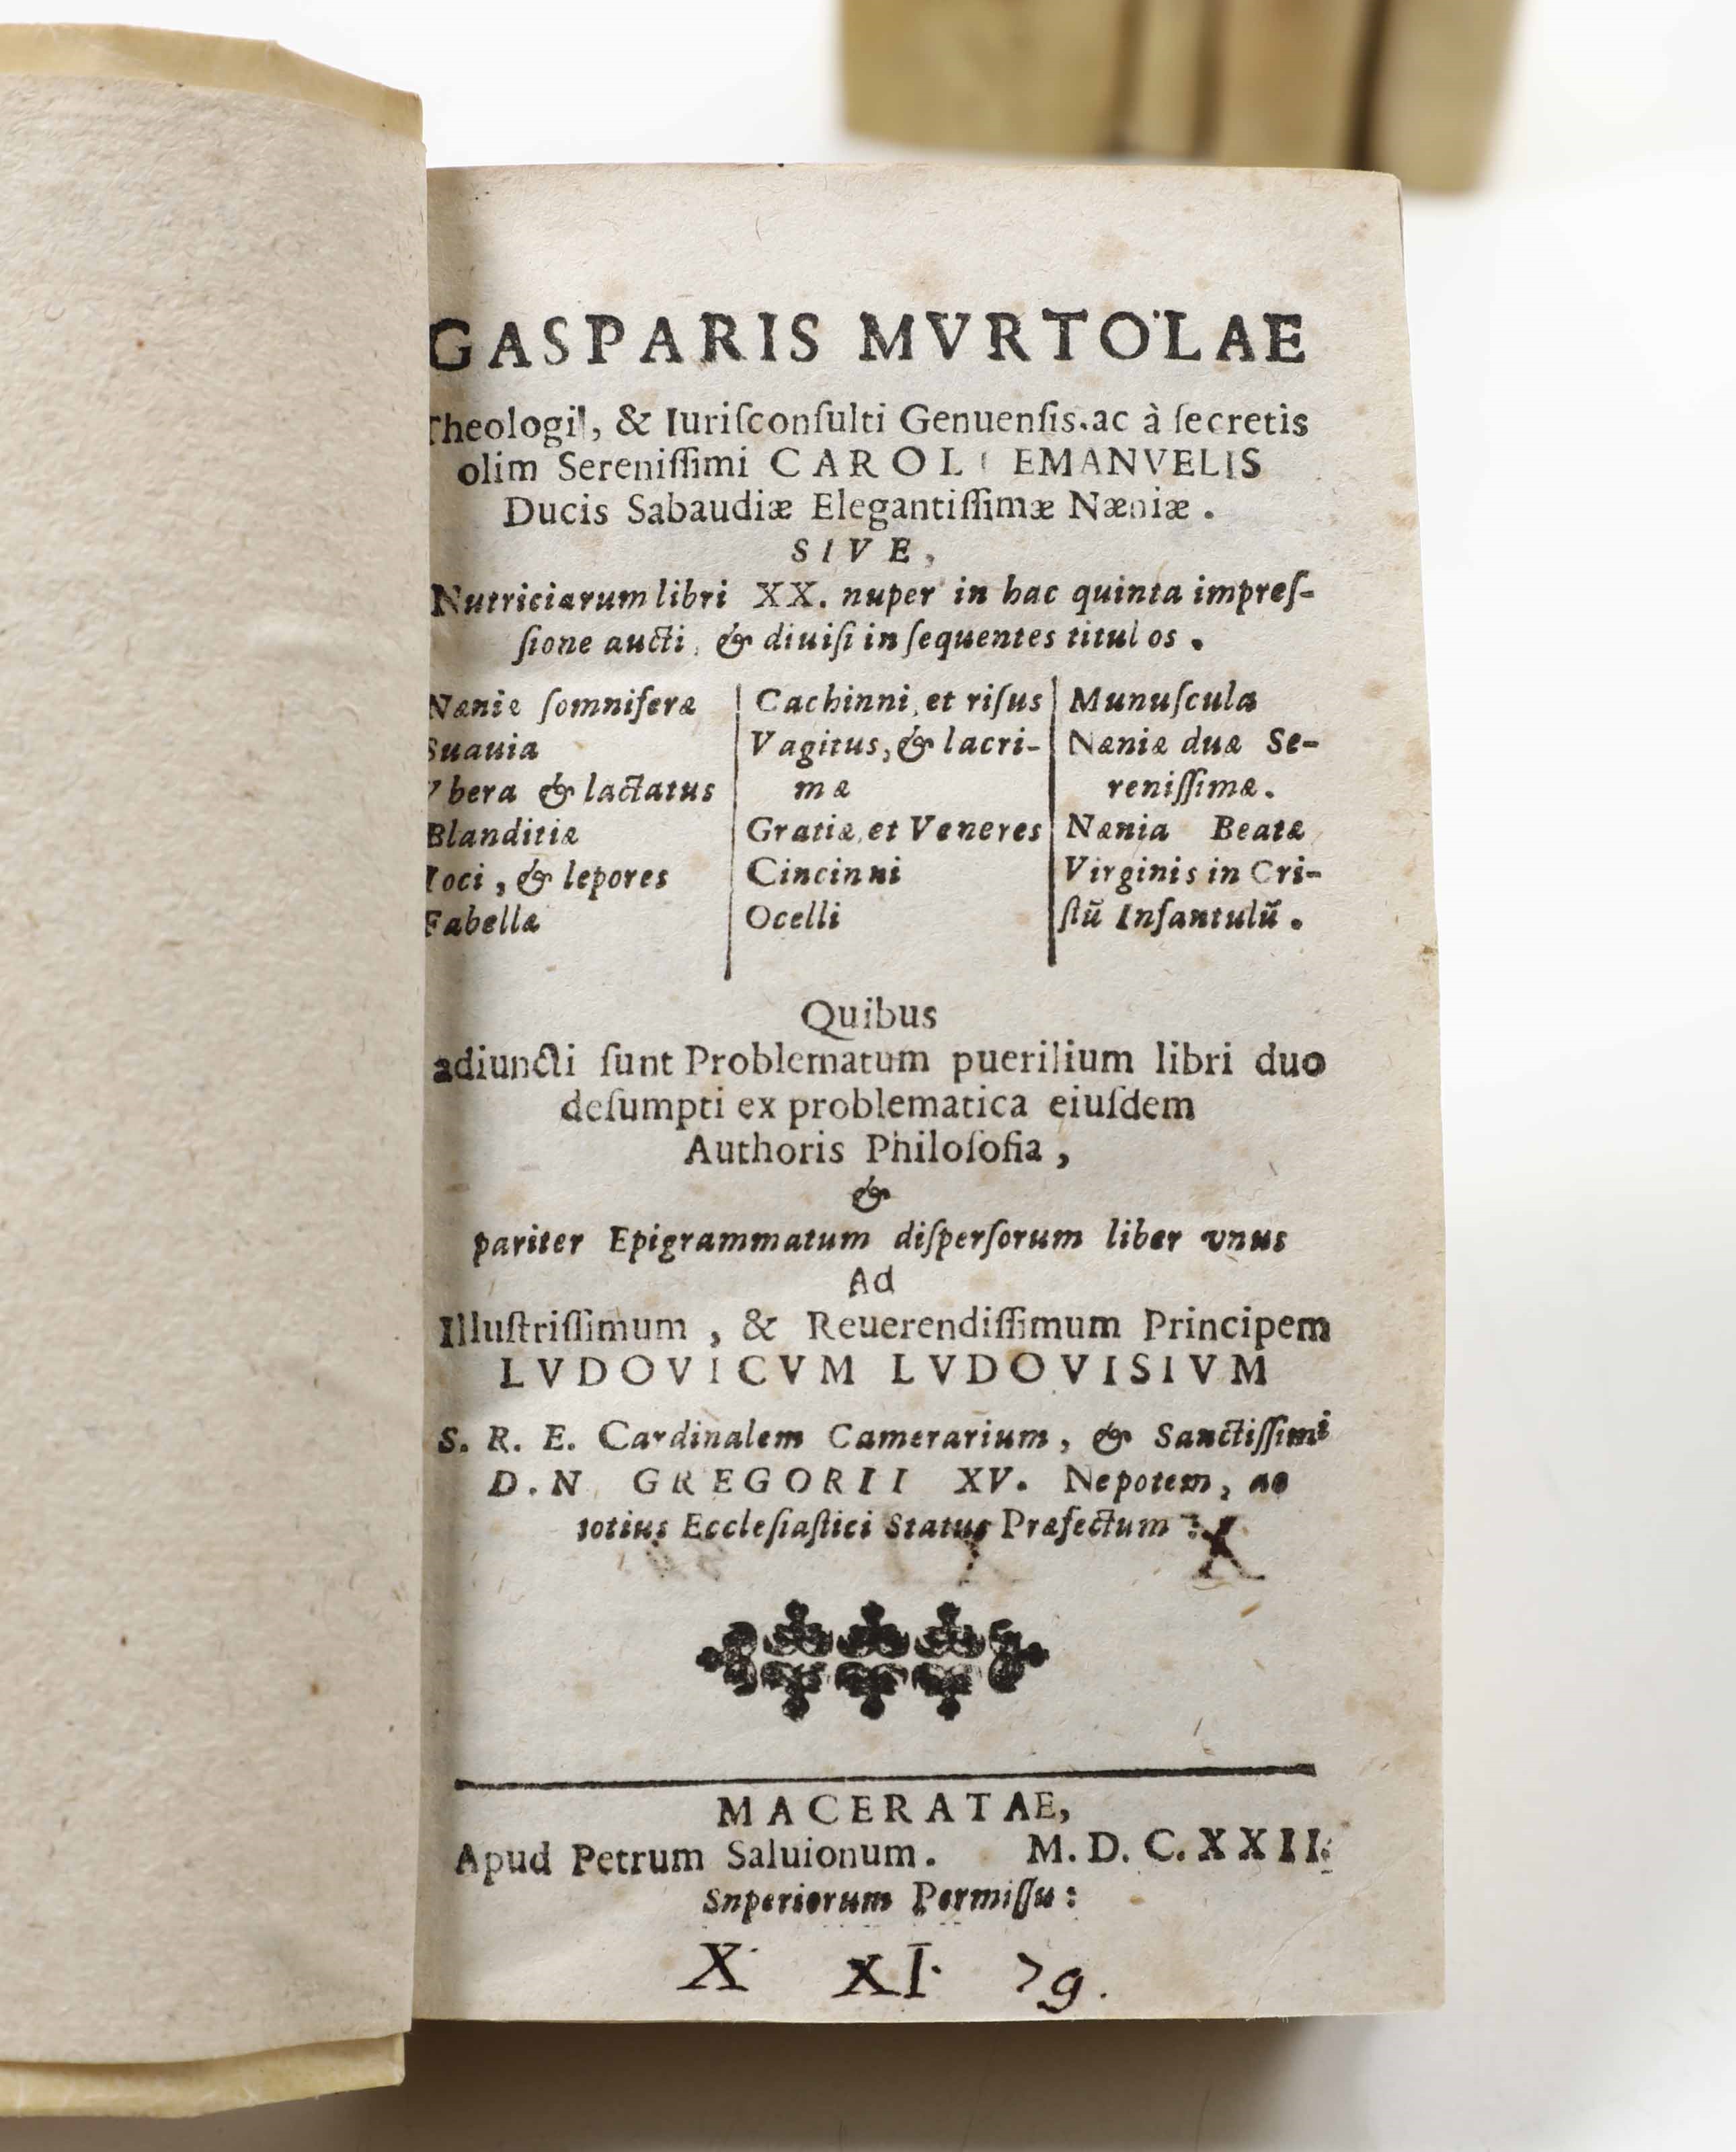 GASPARIS MVRTOLAE
Theologi, & Iuriſconſulti Genuenſis. ac à ſecretis
olim Sereniſſimi CAROLI EMANVELIS
Ducis Sabaudiæ Elegantiſſimæ Næniæ.
SIVE,
Nutriciarum libri XX. nuper in hac quinta impreſ-
ſione aucti, & diuiſi in ſequentes titulos.
Næniæ ſomniferæ
Suauia
Vbera & lactatus
Blanditiæ
Ioci, & lepores
Fabellæ
Cachinni, et riſus
Vagitus, & lacri-
mæ
Gratiæ, et Veneres
Cincinni
Ocelli
Munuſcula
Næniæ duæ Se-
reniſſimæ.
Nænia Beatæ
Virginis in Cri-
ſtū Infantulū.
Quibus
adiuncti ſunt Problematum puerilium libri duo
deſumpti ex problematica eiuſdem
Authoris Philoſofia,
&
pariter Epigrammatum diſperſorum liber vnus
Ad
Illuſtriſſimum, & Reuerendiſſimum Principem
LVDOVICVM LVDOVISIVM
S. R. E. Cardinalem Camerarium, & Sanctiſſimi
D. N GREGORII XV. Nepotem, ac
totius Eccleſiaſtici Status Præfectum
X
MACERATAE,
Apud Petrum Saluionum. M. D. C. XXII.
Snperiorum Permiſſu:
X XI. 79.